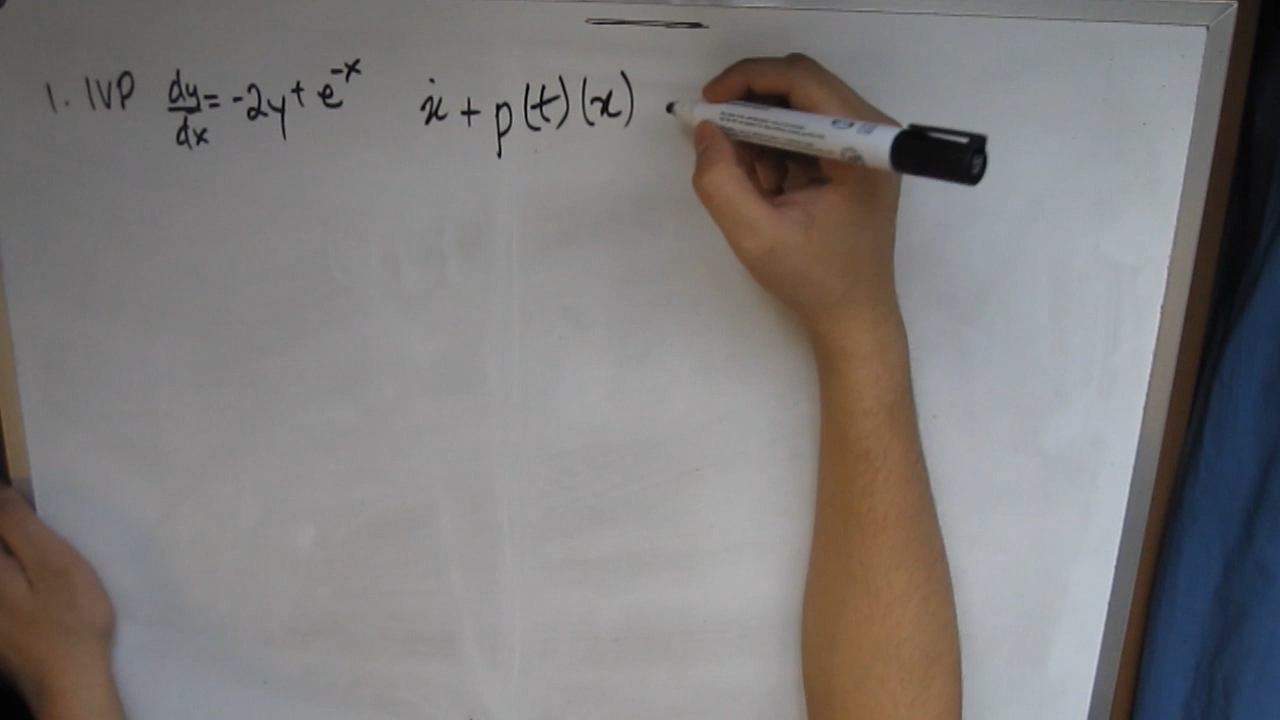 1. IVP dy/dx = -2y + e^-x ẋ + p(t)(x)